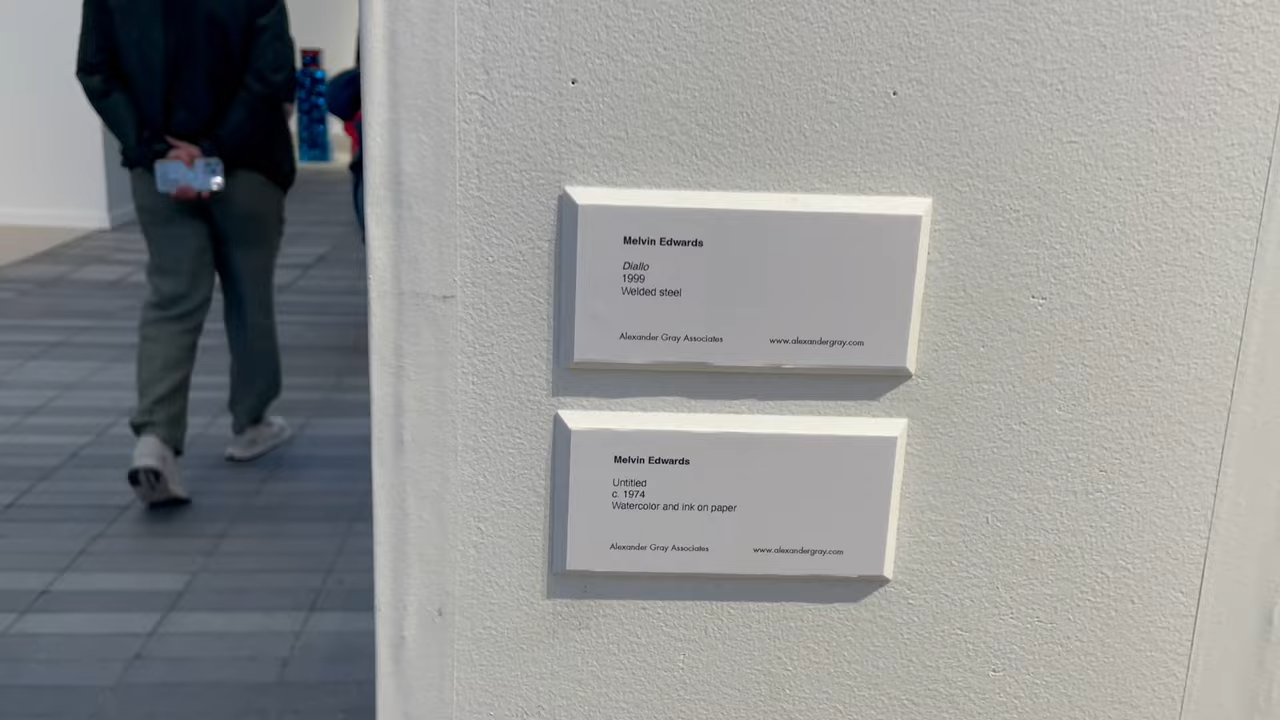 Melvin Edwards
Diallo
1999
Welded steel
Alexander Gray Associates www.alexandergray.com
Melvin Edwards
Untitled
c. 1974
Watercolor and ink on paper
Alexander Gray Associates www.alexandergray.com